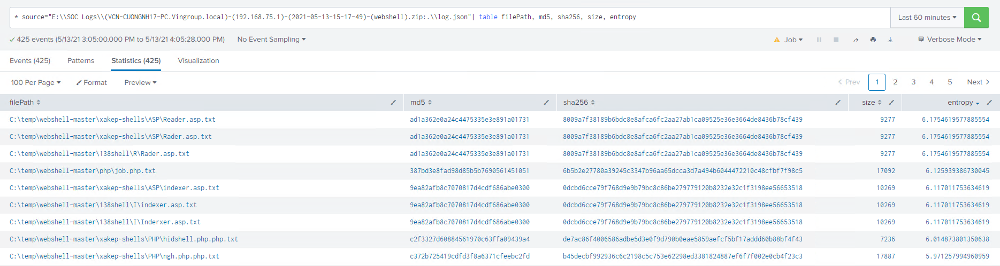 * source="E:\\SOC Logs\\(VCN-CUONGNH17-PC.Vingroup.local)-(192.168.75.1)-(2021-05-13-15-17-49)-(webshell).zip:.\\log.json"| table filePath, md5, sha256, size, entropy
Last 60 minutes
425 events (5/13/21 3:05:00.000 PM to 5/13/21 4:05:28.000 PM) No Event Sampling Job Verbose Mode
Events (425) Patterns Statistics (425) Visualization
100 Per Page Format Preview Prev 1 2 3 4 5 Next
filePath md5 sha256 size entropy
C:\temp\webshell-master\xakep-shells\ASP\Reader.asp.txt ad1a362e0a24c4475335e3e891a01731 8009a7f38189b6bdc8e8afca6fc2aa27ab1ca09525e36e3664de8436b78cf439 9277 6.1754619577885554
C:\temp\webshell-master\xakep-shells\ASP\Rader.asp.txt ad1a362e0a24c4475335e3e891a01731 8009a7f38189b6bdc8e8afca6fc2aa27ab1ca09525e36e3664de8436b78cf439 9277 6.1754619577885554
C:\temp\webshell-master\138shell\R\Rader.asp.txt ad1a362e0a24c4475335e3e891a01731 8009a7f38189b6bdc8e8afca6fc2aa27ab1ca09525e36e3664de8436b78cf439 9277 6.1754619577885554
C:\temp\webshell-master\php\job.php.txt 387bd3e8fad98d85b5b7690561451051 6b5b2e27780a39245c3347b96aa65dcca3d7a494b6044472210c48cfbf7f98c5 17092 6.125939386730045
C:\temp\webshell-master\xakep-shells\ASP\indexer.asp.txt 9ea82afb8c7070817d4cdf686abe0300 0dcbd6cce79f768d9e9b79bc8c86be279779120b8232e32c1f3198ee56653518 10269 6.117011753634619
C:\temp\webshell-master\138shell\I\indexer.asp.txt 9ea82afb8c7070817d4cdf686abe0300 0dcbd6cce79f768d9e9b79bc8c86be279779120b8232e32c1f3198ee56653518 10269 6.117011753634619
C:\temp\webshell-master\138shell\I\Inderxer.asp.txt 9ea82afb8c7070817d4cdf686abe0300 0dcbd6cce79f768d9e9b79bc8c86be279779120b8232e32c1f3198ee56653518 10269 6.117011753634619
C:\temp\webshell-master\xakep-shells\PHP\hidshell.php.php.txt c2f3327d60884561970c63ffa09439a4 de7ac86f4006586adbe5d3e0f9d790b0eae5859aefcf5bf17addd60b88bf4f43 7236 6.014873801350638
C:\temp\webshell-master\xakep-shells\PHP\ngh.php.php.txt c372b725419cdfd3f8a6371cfeebc2fd b45decbf992936c6c2198c5c753e62298ed3381824887ef6f7f002e0cb4f23c3 17887 5.971257994960959